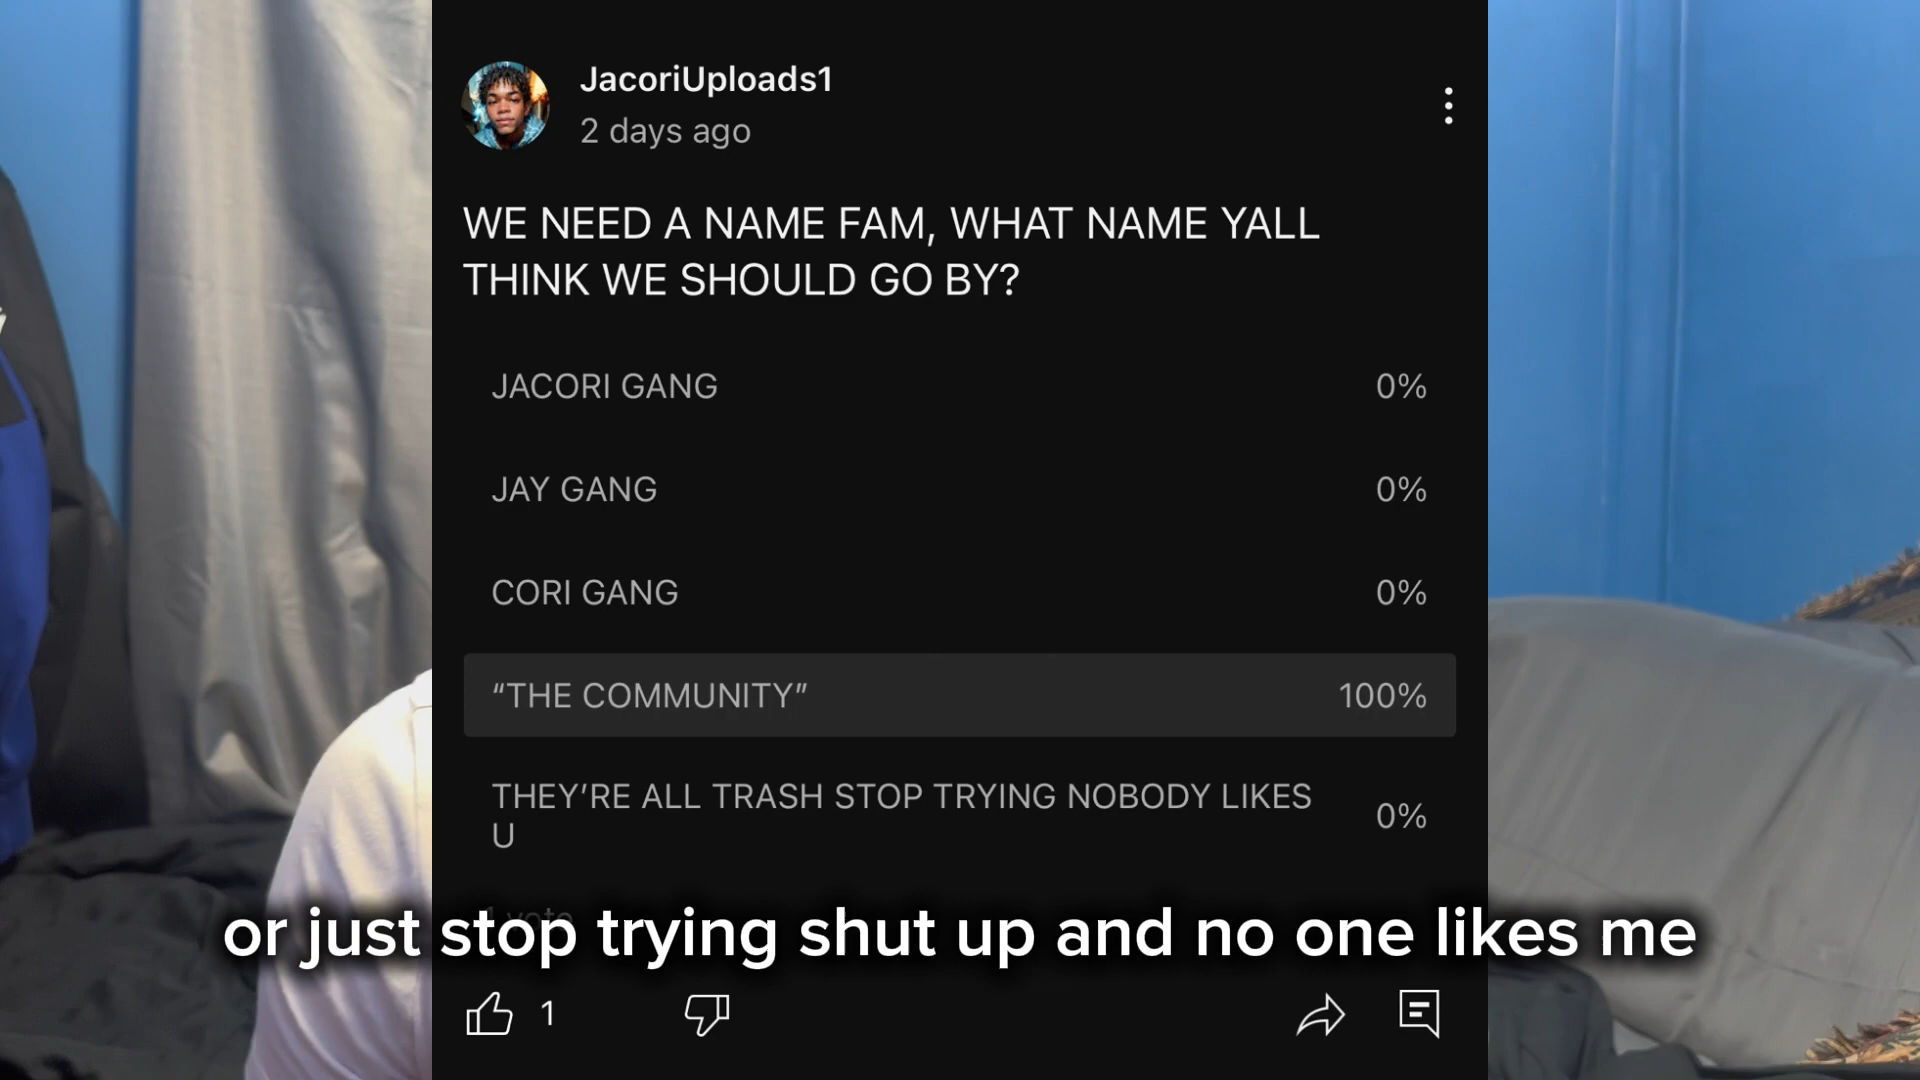 JacoriUploads1
2 days ago
WE NEED A NAME FAM, WHAT NAME YALL
THINK WE SHOULD GO BY?
JACORI GANG 0%
JAY GANG 0%
CORI GANG 0%
“THE COMMUNITY” 100%
THEY’RE ALL TRASH STOP TRYING NOBODY LIKES
U 0%
1 vote
or just stop trying shut up and no one likes me
1